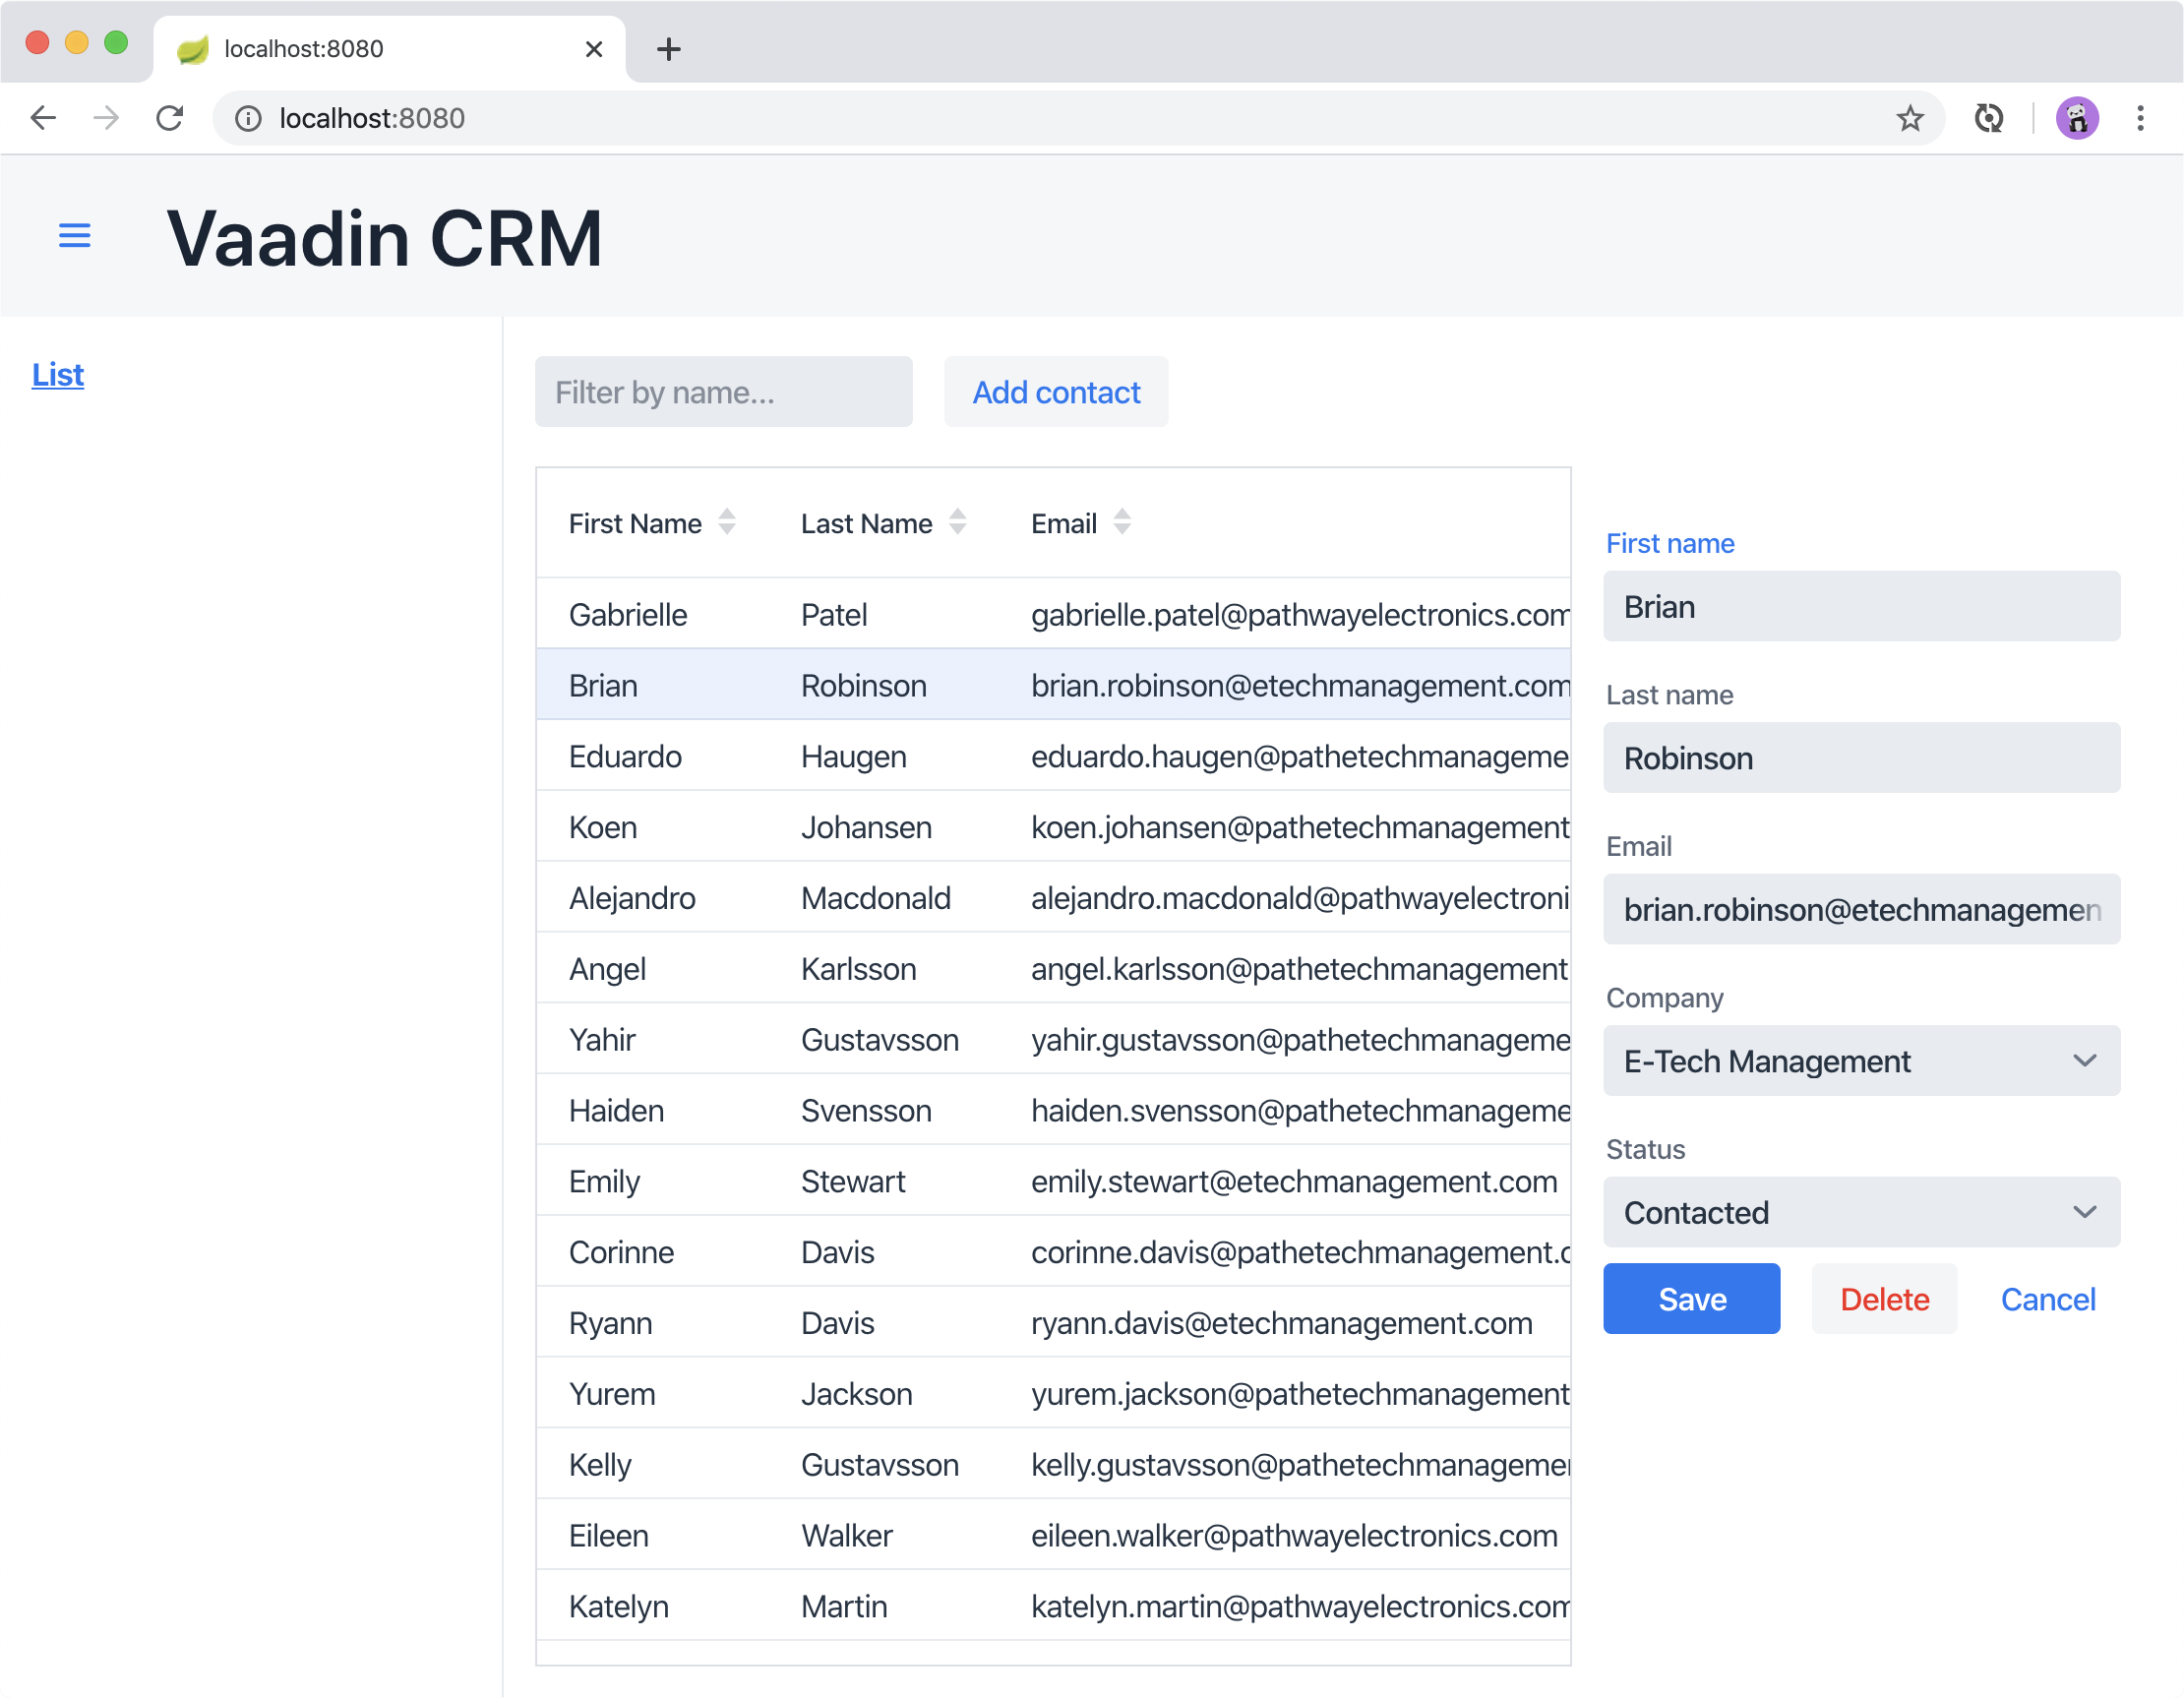 localhost:8080
localhost:8080
Vaadin CRM
List
Filter by name...
Add contact
First Name Last Name Email
Gabrielle Patel gabrielle.patel@pathwayelectronics.com
Brian Robinson brian.robinson@etechmanagement.com
Eduardo Haugen eduardo.haugen@pathetechmanageme
Koen Johansen koen.johansen@pathetechmanagement
Alejandro Macdonald alejandro.macdonald@pathwayelectroni
Angel Karlsson angel.karlsson@pathetechmanagement
Yahir Gustavsson yahir.gustavsson@pathetechmanageme
Haiden Svensson haiden.svensson@pathetechmanageme
Emily Stewart emily.stewart@etechmanagement.com
Corinne Davis corinne.davis@pathetechmanagement.c
Ryann Davis ryann.davis@etechmanagement.com
Yurem Jackson yurem.jackson@pathetechmanagement
Kelly Gustavsson kelly.gustavsson@pathetechmanagemen
Eileen Walker eileen.walker@pathwayelectronics.com
Katelyn Martin katelyn.martin@pathwayelectronics.com
First name
Brian
Last name
Robinson
Email
brian.robinson@etechmanagemen
Company
E-Tech Management
Status
Contacted
Save Delete Cancel